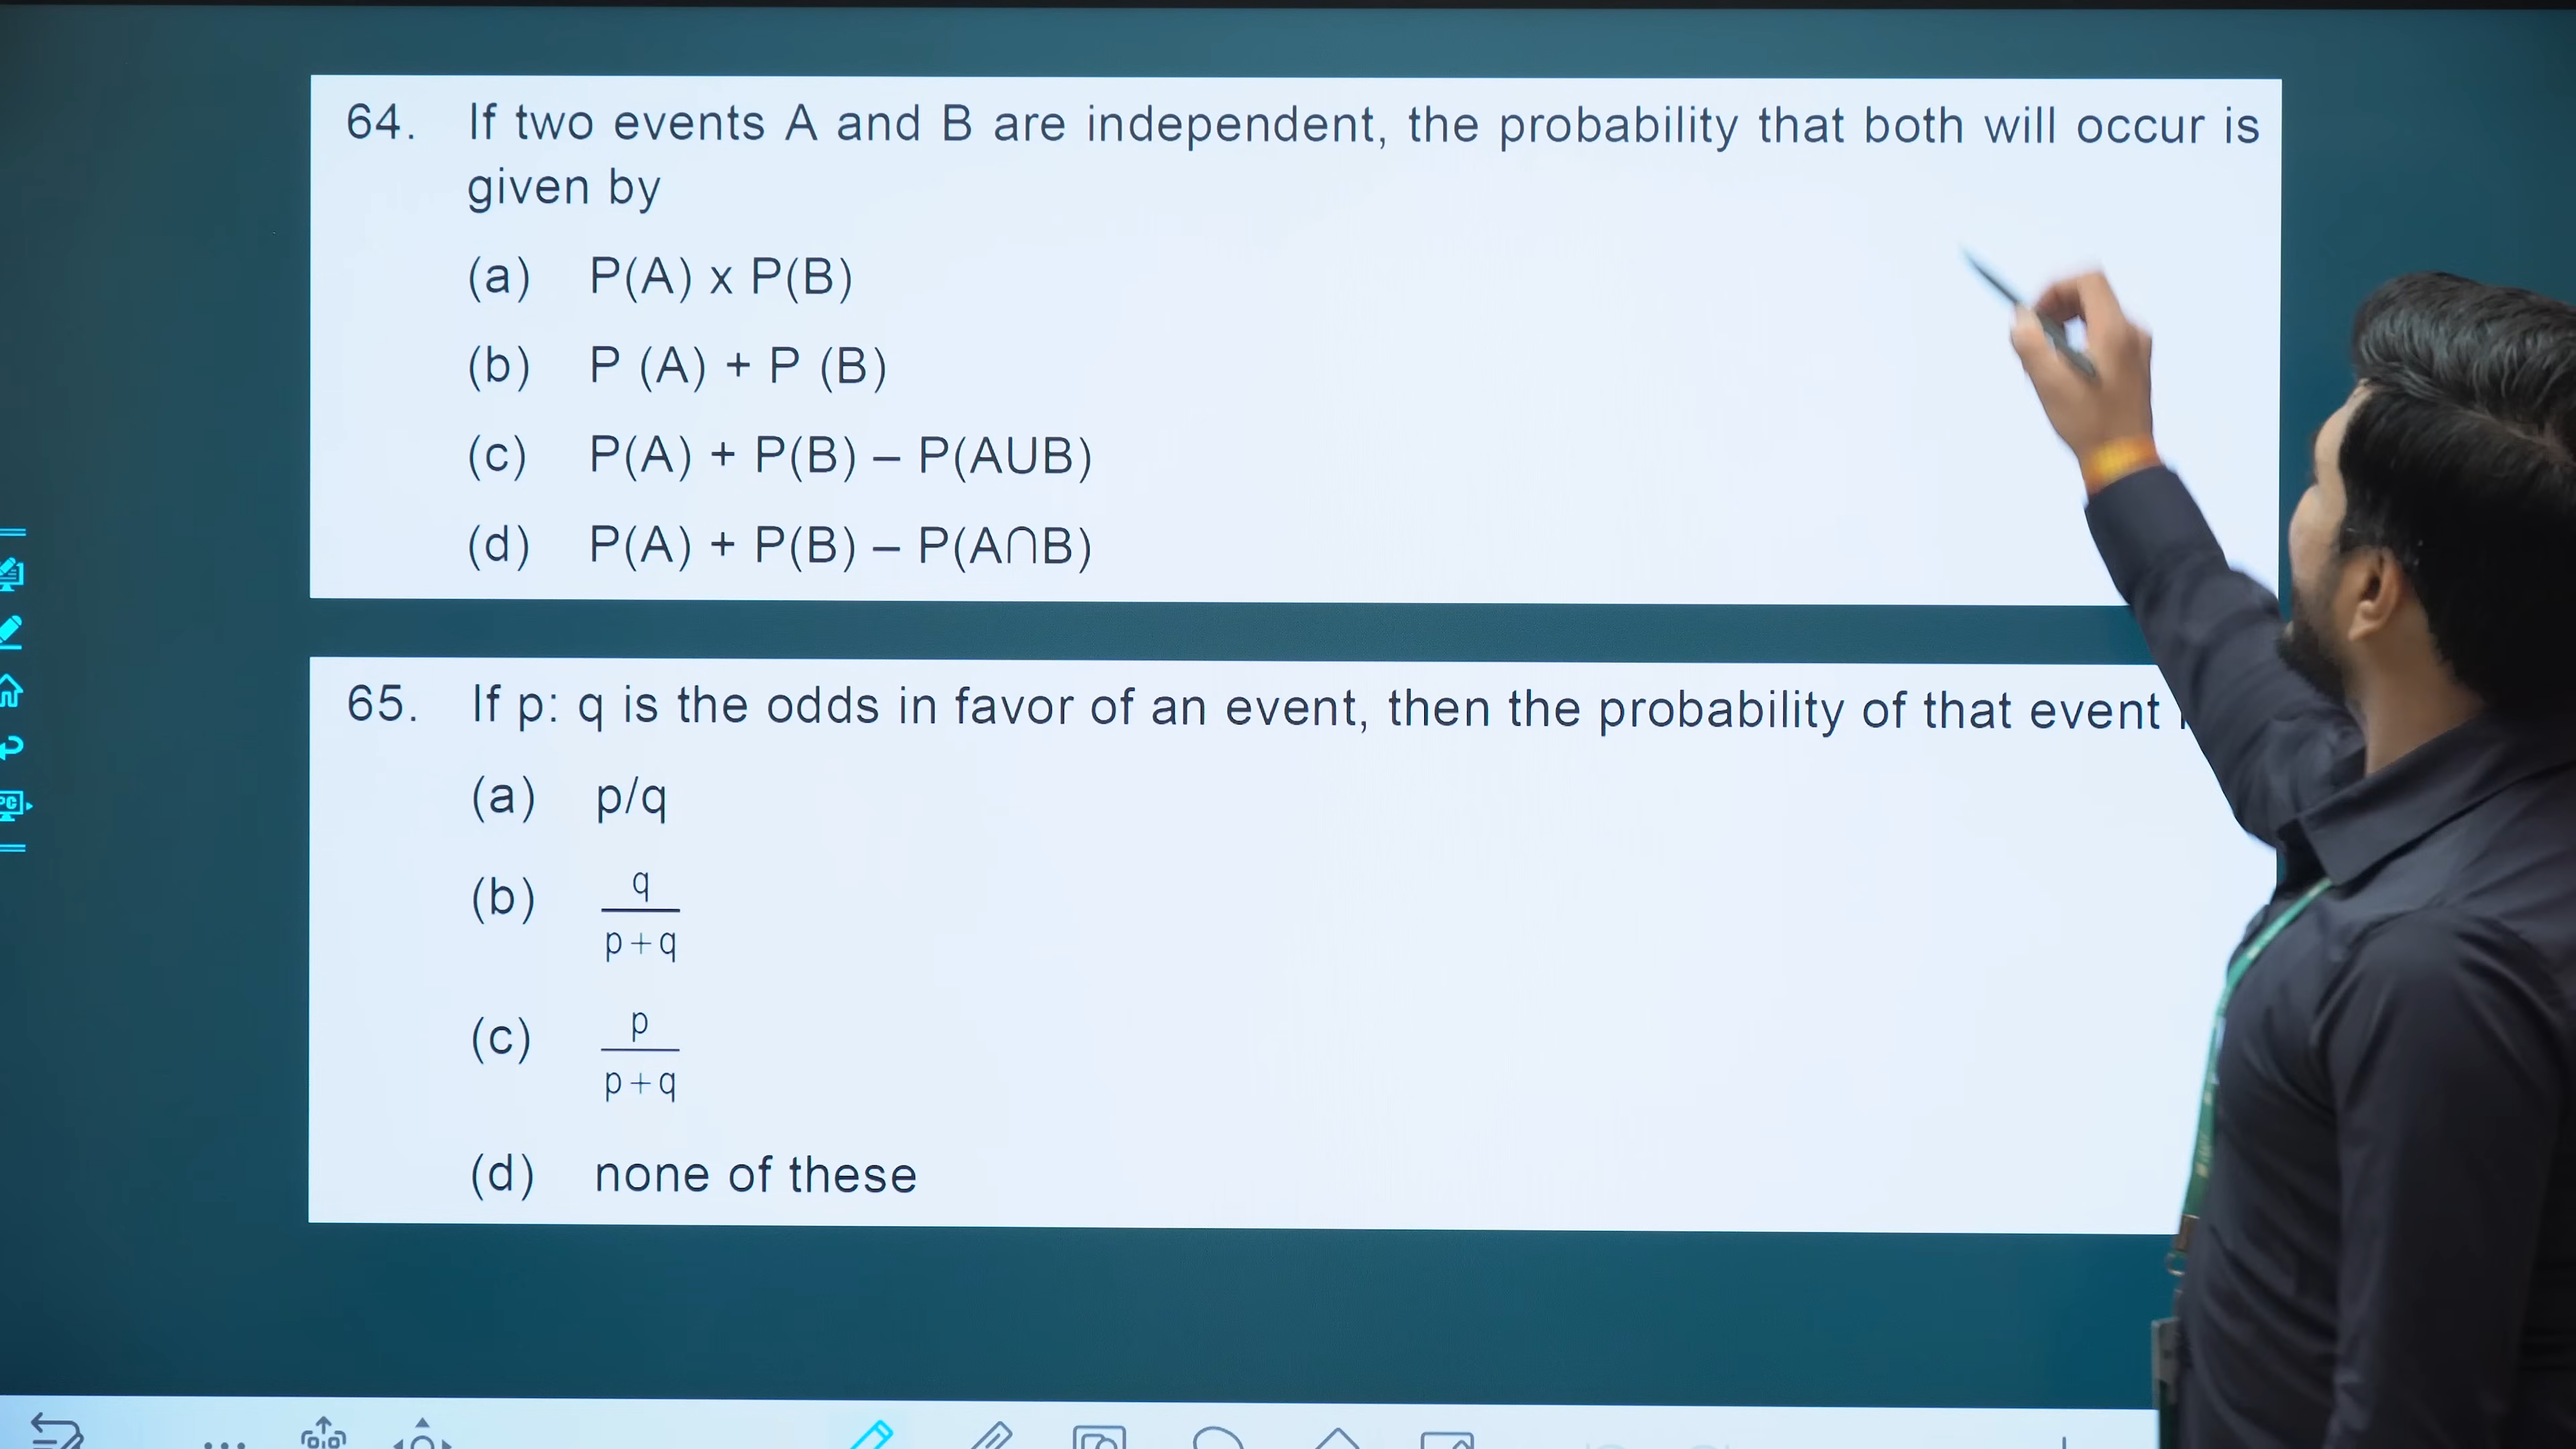 64. If two events A and B are independent, the probability that both will occur is
given by
(a) P(A) x P(B)
(b) P (A) + P (B)
(c) P(A) + P(B) – P(AUB)
(d) P(A) + P(B) – P(A∩B)
65. If p: q is the odds in favor of an event, then the probability of that event
(a) p/q
(b) q
p+q
(c) p
p+q
(d) none of these